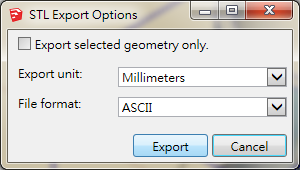 STL Export Options
Export selected geometry only.
Export unit: Millimeters
File format: ASCII
Export Cancel